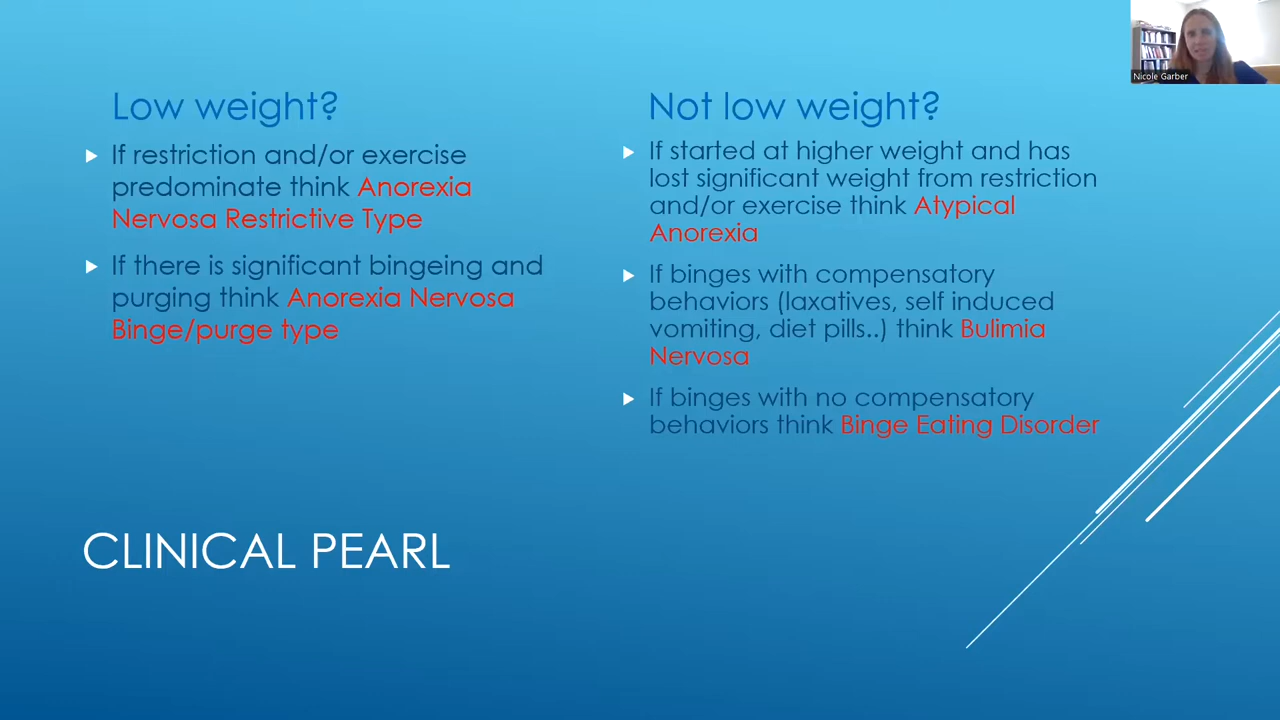 Low weight?
If restriction and/or exercise
predominate think Anorexia
Nervosa Restrictive Type
If there is significant bingeing and
purging think Anorexia Nervosa
Binge/purge type
Not low weight?
If started at higher weight and has
lost significant weight from restriction
and/or exercise think Atypical
Anorexia
If binges with compensatory
behaviors (laxatives, self induced
vomiting, diet pills..) think Bulimia
Nervosa
If binges with no compensatory
behaviors think Binge Eating Disorder
CLINICAL PEARL
Nicole Garber